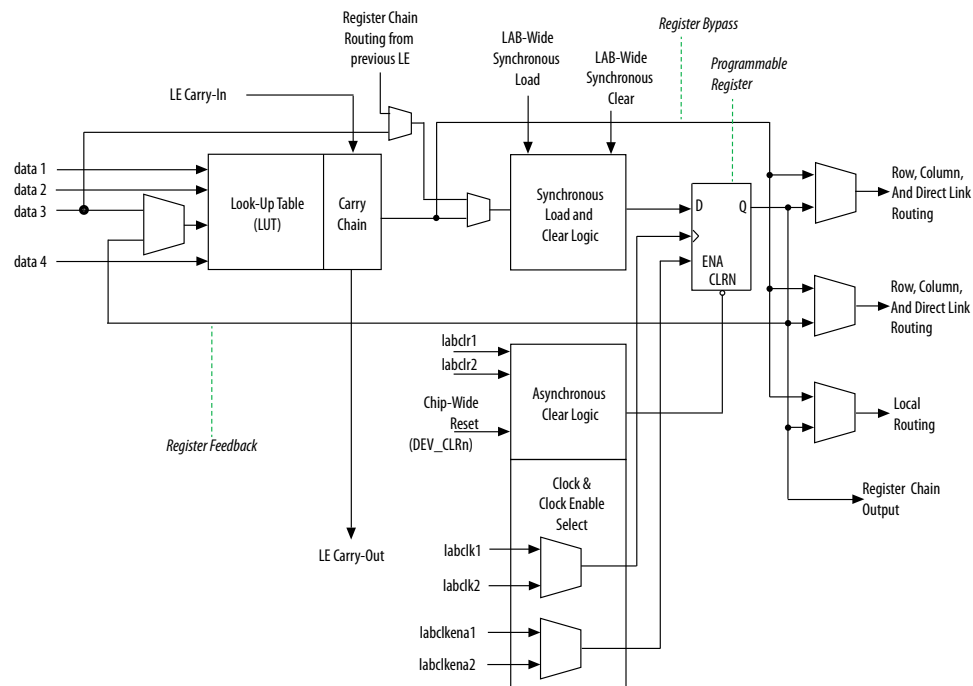 Register Chain
Routing from
previous LE
LAB-Wide
Synchronous
Load
LAB-Wide
Synchronous
Clear
Register Bypass
Programmable
Register
LE Carry-In
data 1
data 2
data 3
data 4
Look-Up Table
(LUT)
Carry
Chain
Synchronous
Load and
Clear Logic
D
Q
ENA
CLRN
Row, Column,
And Direct Link
Routing
Row, Column,
And Direct Link
Routing
Local
Routing
Register Chain
Output
Register Feedback
labclr1
labclr2
Chip-Wide
Reset
(DEV_CLRn)
Asynchronous
Clear Logic
Clock &
Clock Enable
Select
labclk1
labclk2
labclkena1
labclkena2
LE Carry-Out